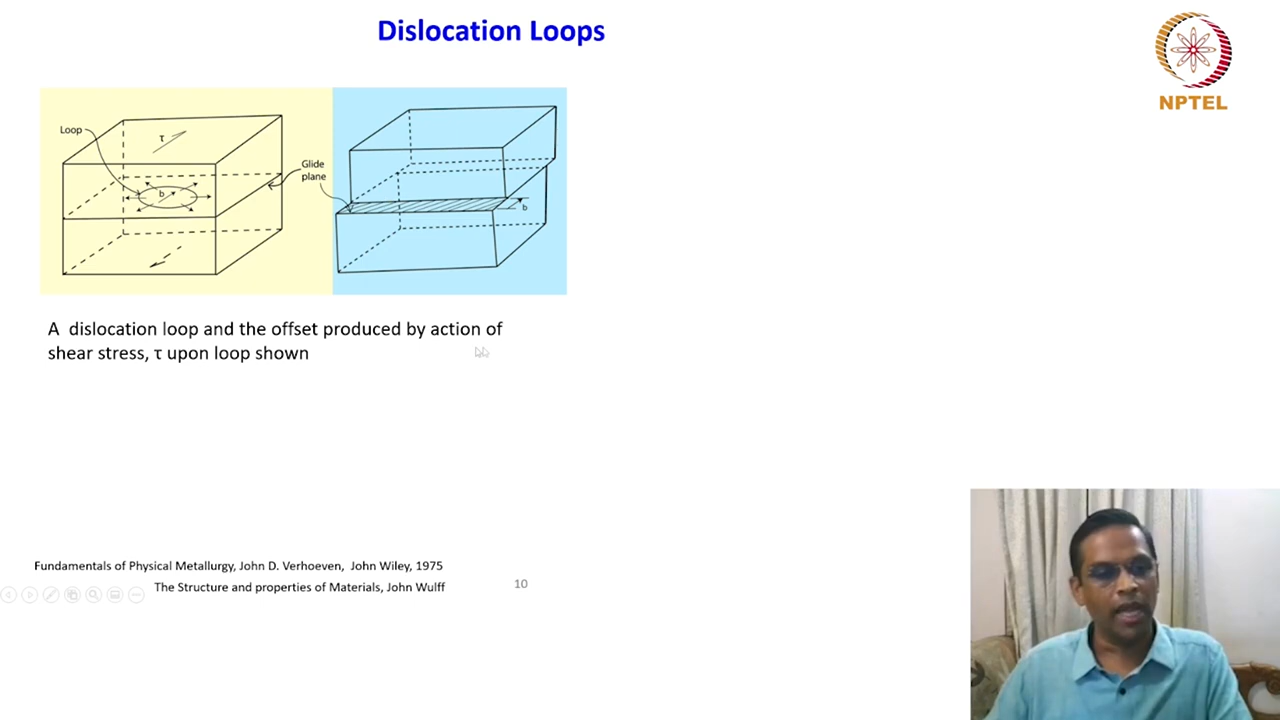 Dislocation Loops
NPTEL
Loop
τ
b
Glide
plane
b
A dislocation loop and the offset produced by action of
shear stress, τ upon loop shown
Fundamentals of Physical Metallurgy, John D. Verhoeven, John Wiley, 1975
The Structure and properties of Materials, John Wulff
10